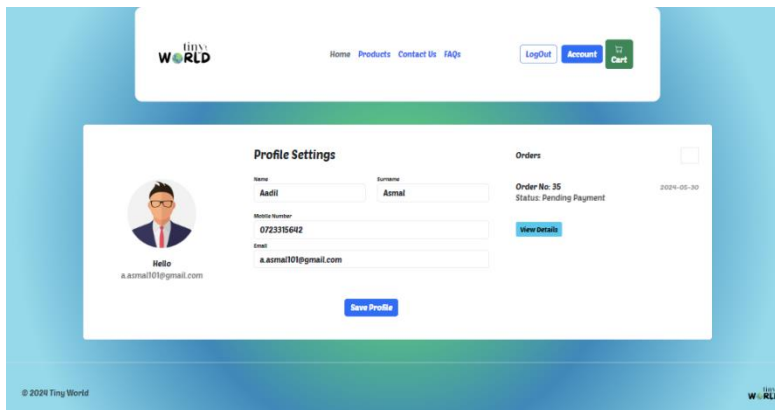 tiny
WORLD
Home Products Contact Us FAQs
LogOut
Account
Cart
Profile Settings
Name
Surname
Aadil
Asmal
Mobile Number
0723315642
Email
a.asmal101@gmail.com
Save Profile
Hello
a.asmal101@gmail.com
Orders
Order No: 35
2024-05-30
Status: Pending Payment
View Details
© 2024 Tiny World
tiny
WORL